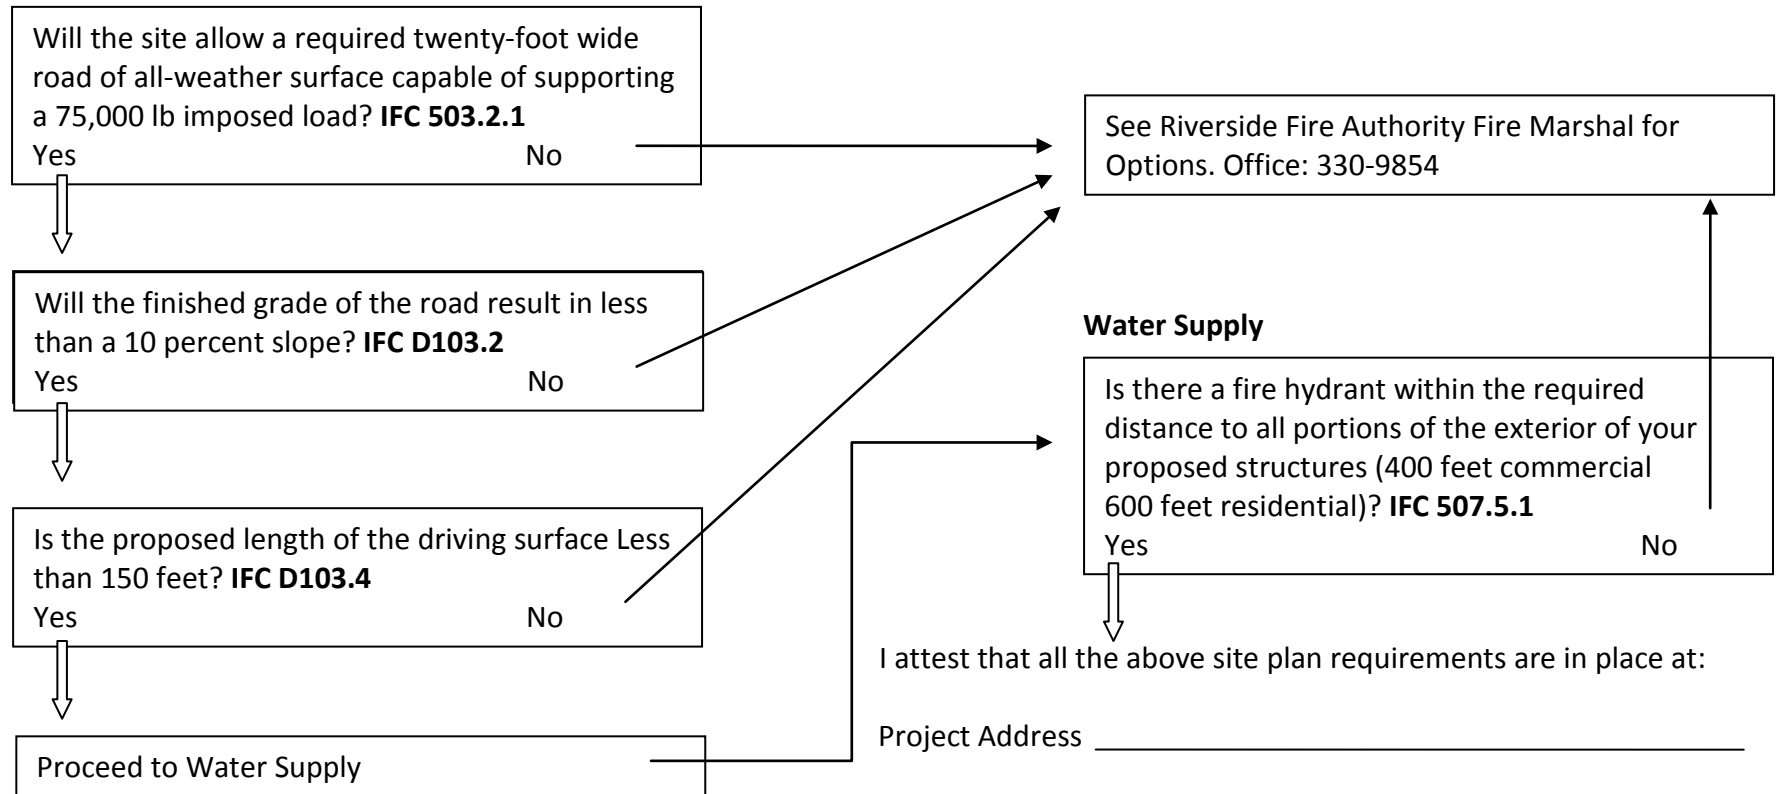 Will the site allow a required twenty-foot wide
road of all-weather surface capable of supporting
a 75,000 lb imposed load? IFC 503.2.1
Yes No
Will the finished grade of the road result in less
than a 10 percent slope? IFC D103.2
Yes No
Is the proposed length of the driving surface Less
than 150 feet? IFC D103.4
Yes No
Proceed to Water Supply
See Riverside Fire Authority Fire Marshal for
Options. Office: 330-9854
Water Supply
Is there a fire hydrant within the required
distance to all portions of the exterior of your
proposed structures (400 feet commercial
600 feet residential)? IFC 507.5.1
Yes No
I attest that all the above site plan requirements are in place at:
Project Address